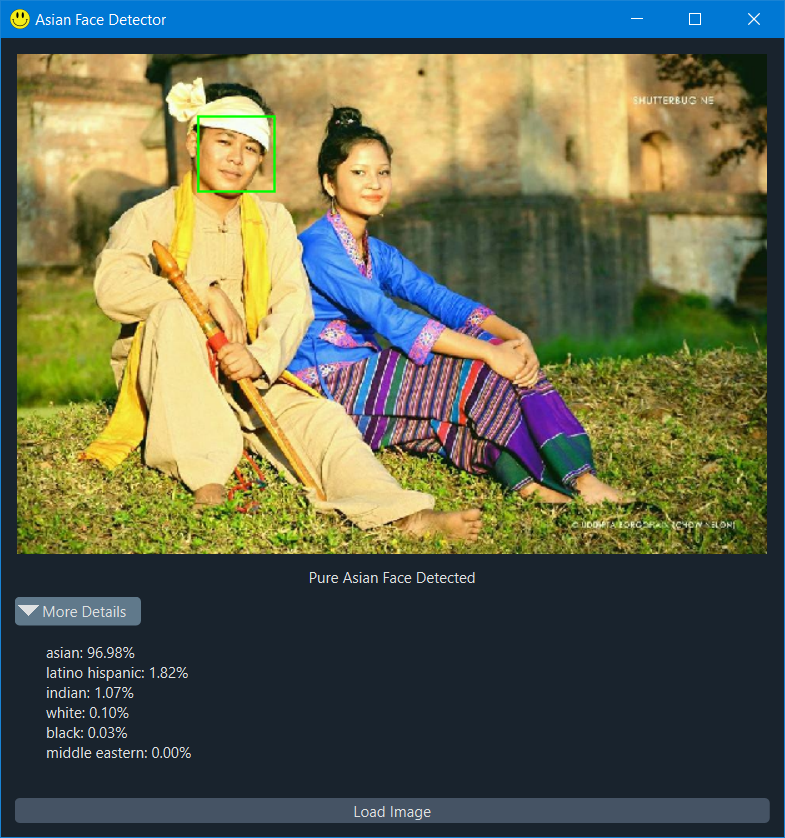 Asian Face Detector
SHUTTERBUG NE
Pure Asian Face Detected
More Details
asian: 96.98%
latino hispanic: 1.82%
indian: 1.07%
white: 0.10%
black: 0.03%
middle eastern: 0.00%
Load Image